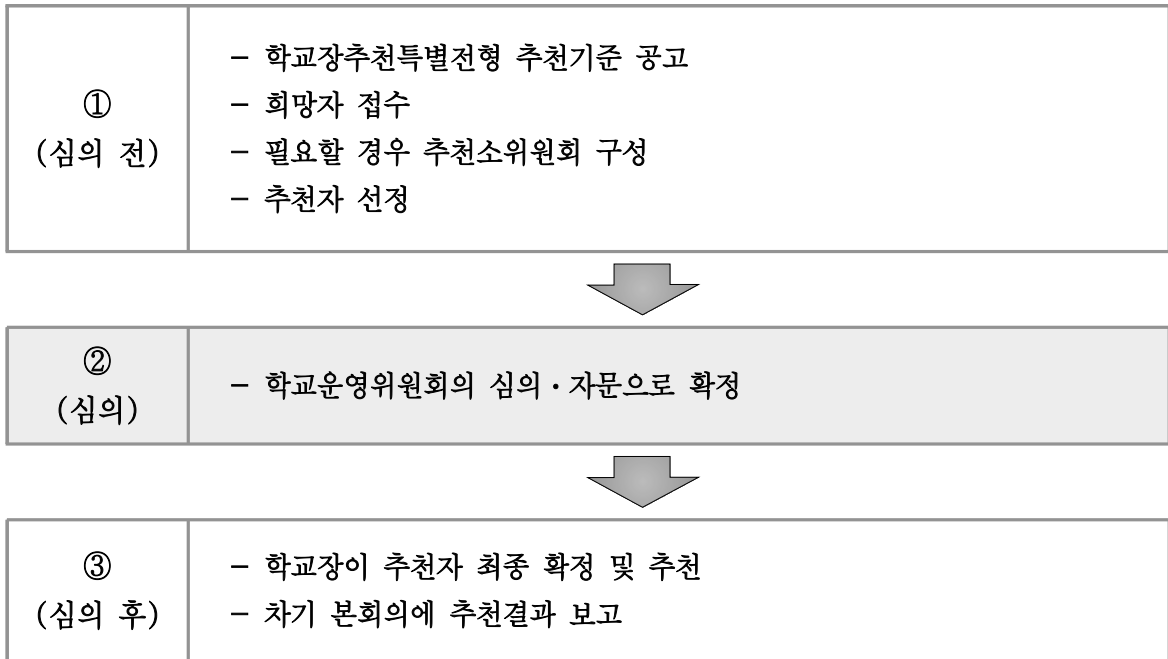 ①
(심의 전)
- 학교장추천특별전형 추천기준 공고
- 희망자 접수
- 필요할 경우 추천소위원회 구성
- 추천자 선정
②
(심의)
- 학교운영위원회의 심의·자문으로 확정
③
(심의 후)
- 학교장이 추천자 최종 확정 및 추천
- 차기 본회의에 추천결과 보고